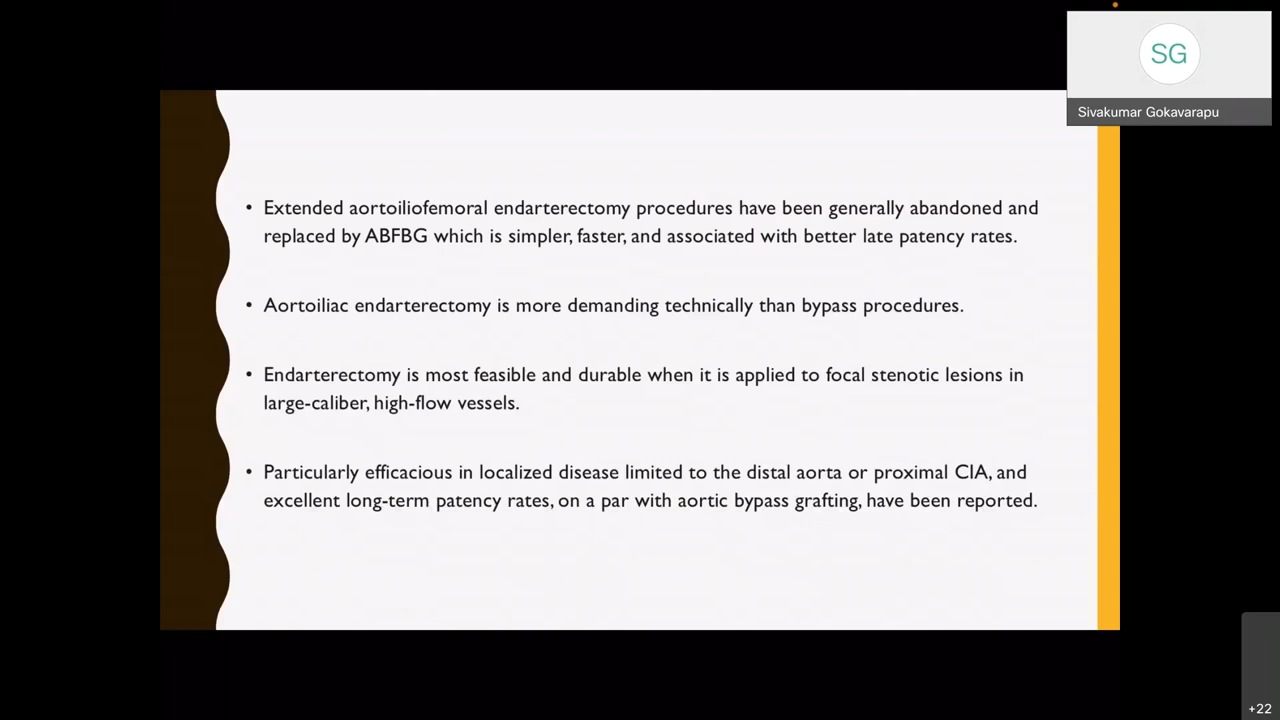 SG
Sivakumar Gokavarapu
• Extended aortoiliofemoral endarterectomy procedures have been generally abandoned and
replaced by ABFBG which is simpler, faster, and associated with better late patency rates.
• Aortoiliac endarterectomy is more demanding technically than bypass procedures.
• Endarterectomy is most feasible and durable when it is applied to focal stenotic lesions in
large-caliber, high-flow vessels.
• Particularly efficacious in localized disease limited to the distal aorta or proximal CIA, and
excellent long-term patency rates, on a par with aortic bypass grafting, have been reported.
+22